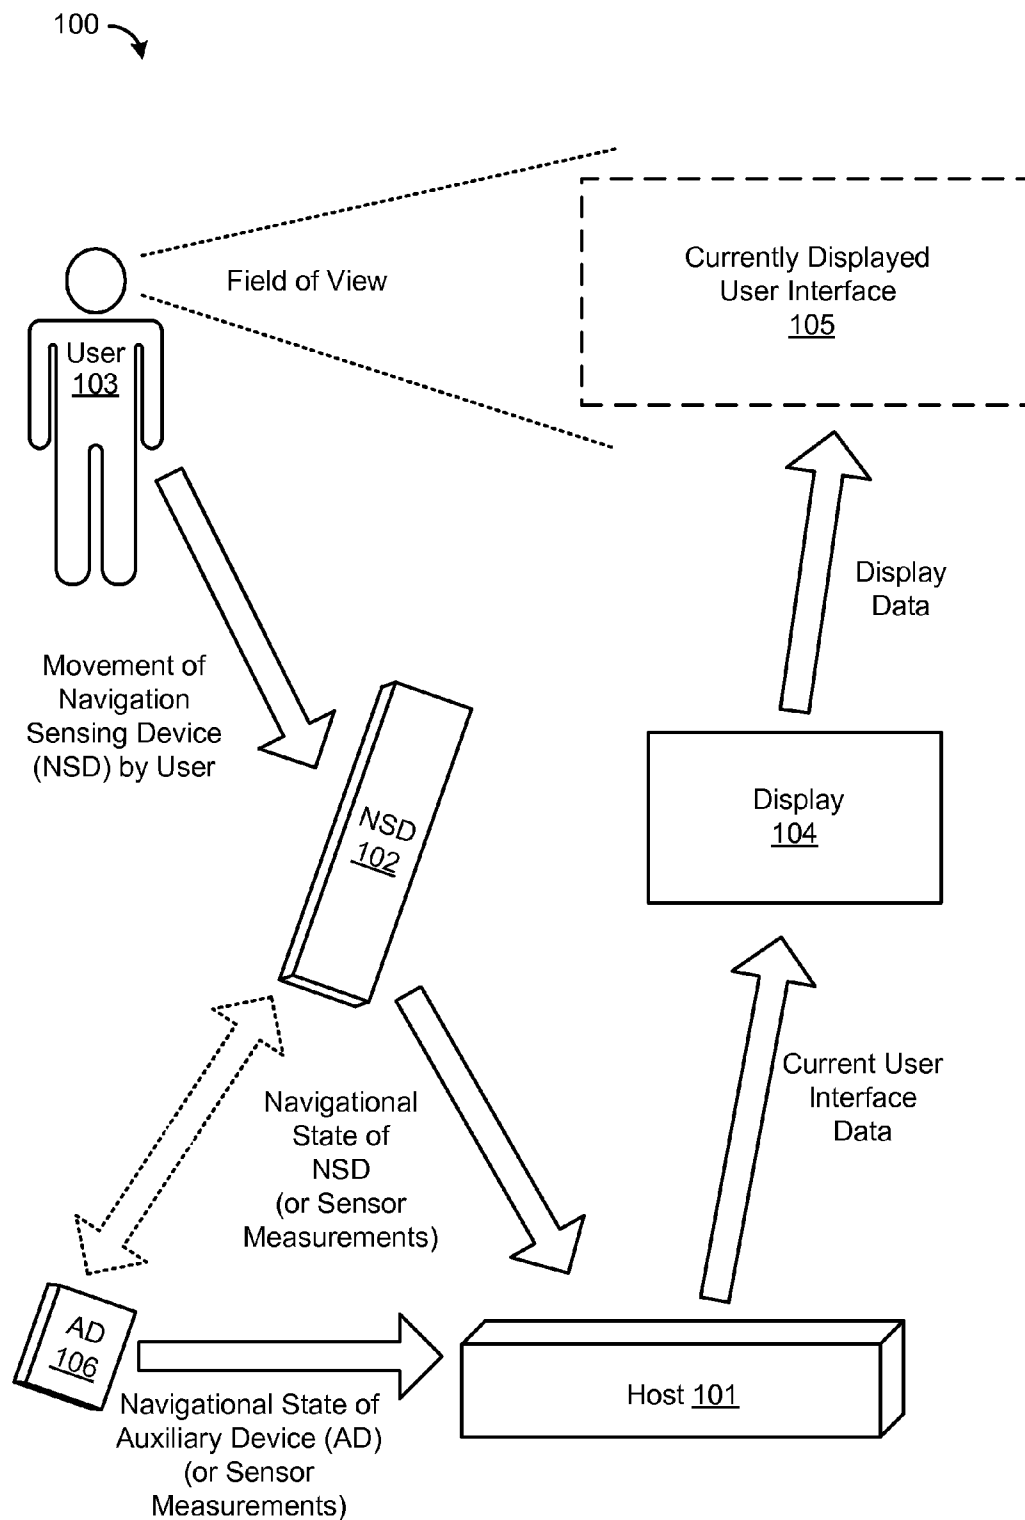 100
Field of View
Currently Displayed
User Interface
105
User
103
Display
Data
Movement of
Navigation
Sensing Device
(NSD) by User
NSD
102
Display
104
Navigational
State of
NSD
(or Sensor
Measurements)
Current User
Interface
Data
AD
106
Navigational State of
Auxiliary Device (AD)
(or Sensor
Measurements)
Host 101